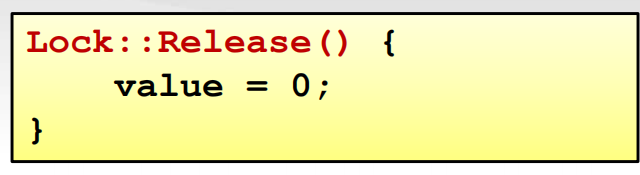 Lock::Release() {
    value = 0;
}